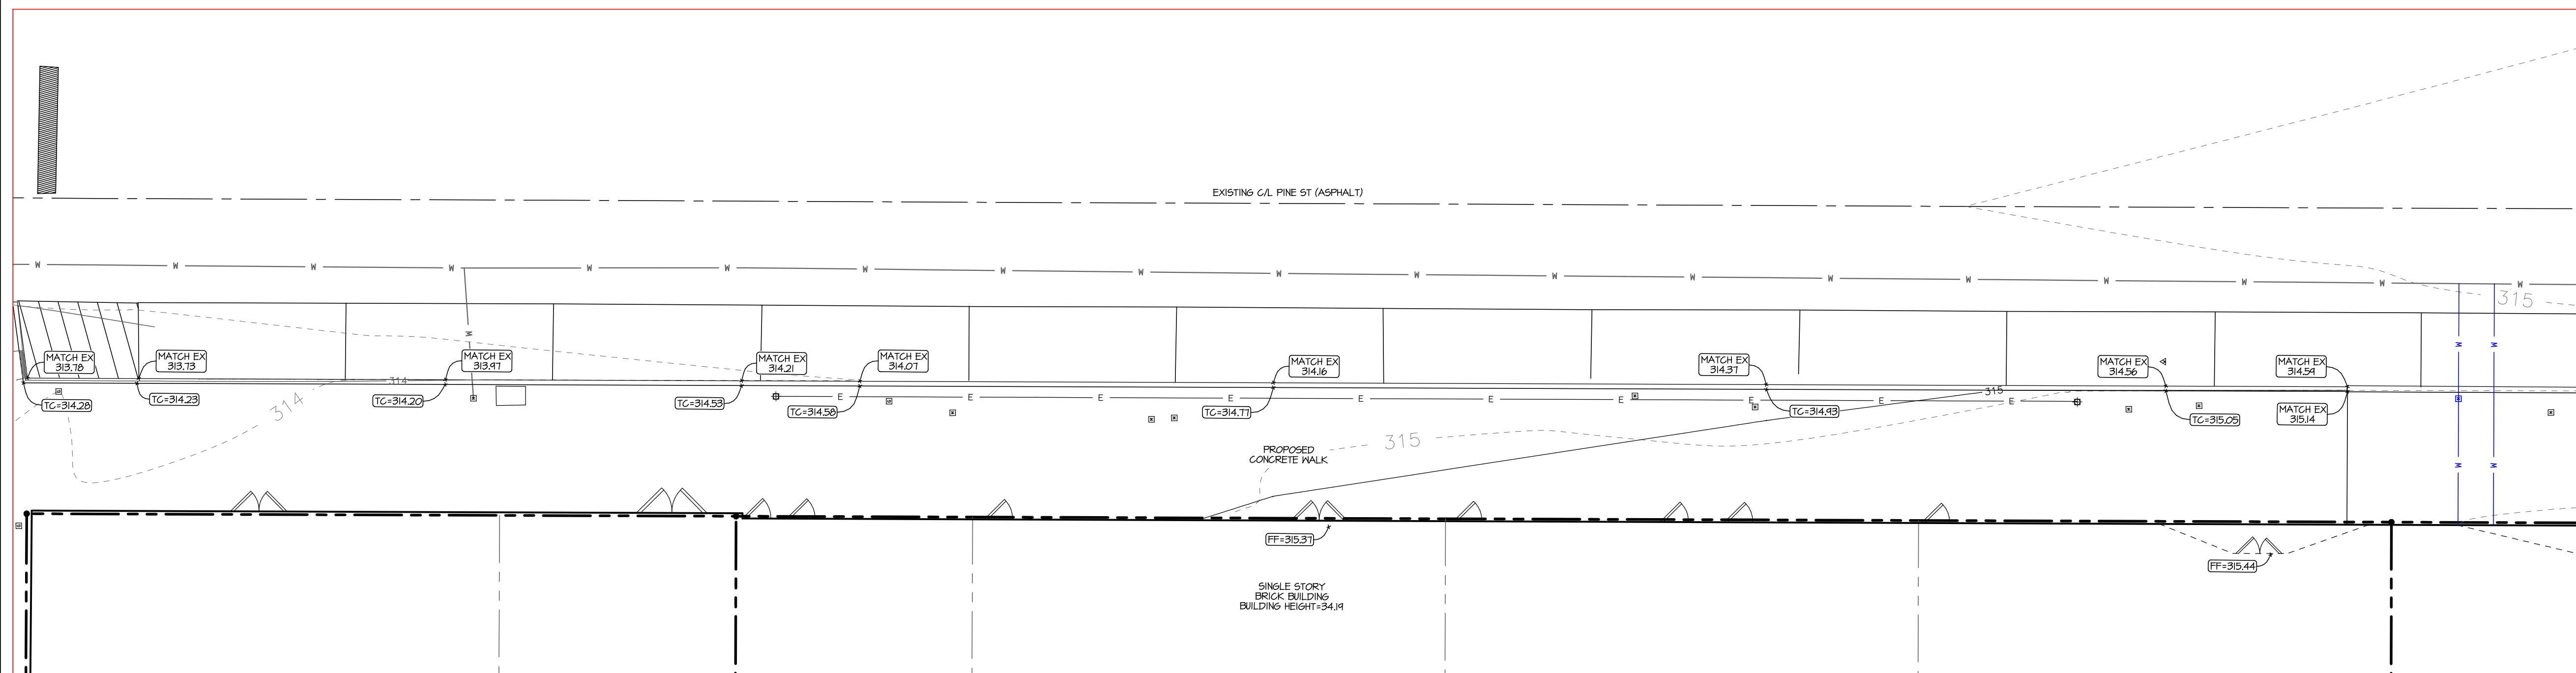 EXISTING C/L PINE ST (ASPHALT)
W W W W W W W W W W W W W W W W W W W
315
W
W W
MATCH EX
313.78
MATCH EX
313.73
MATCH EX
313.97
MATCH EX
314.21
MATCH EX
314.07
MATCH EX
314.16
MATCH EX
314.37
MATCH EX
314.56
MATCH EX
314.59
314
315
E E E E E E E E E E
TC=314.28
TC=314.23
TC=314.20
TC=314.53
TC=314.58
TC=314.77
TC=314.93
TC=315.05
MATCH EX
315.14
314
315
PROPOSED
CONCRETE WALK
W W
FF=315.37
FF=315.44
SINGLE STORY
BRICK BUILDING
BUILDING HEIGHT=34.19